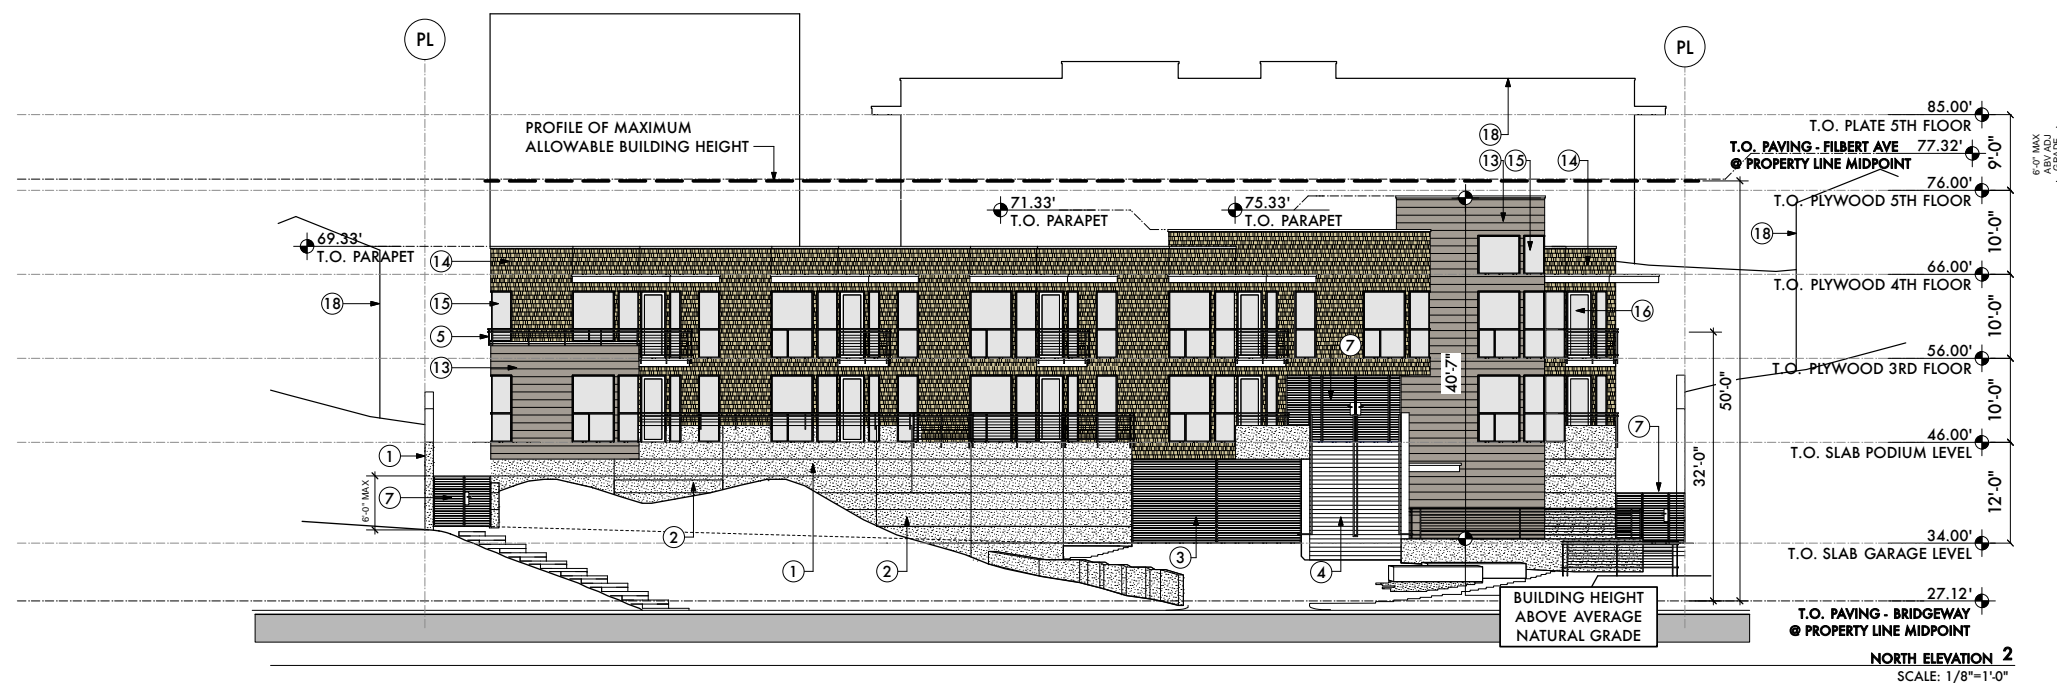 PL
PL
PROFILE OF MAXIMUM
ALLOWABLE BUILDING HEIGHT
18
13
15
14
85.00'
T.O. PLATE 5TH FLOOR
T.O. PAVING - FILBERT AVE 77.32'
@ PROPERTY LINE MIDPOINT
9'-0"
6'-0" MAX
ABV ADJ
GRADE
76.00'
T.O. PLYWOOD 5TH FLOOR
71.33'
T.O. PARAPET
75.33'
T.O. PARAPET
69.33'
T.O. PARAPET
14
18
10'-0"
66.00'
T.O. PLYWOOD 4TH FLOOR
18
15
5
16
7
10'-0"
56.00'
T.O. PLYWOOD 3RD FLOOR
13
40'-7"
50'-0"
10'-0"
7
46.00'
T.O. SLAB PODIUM LEVEL
1
32'-0"
6'-0" MAX
7
12'-0"
2
1
2
3
4
34.00'
T.O. SLAB GARAGE LEVEL
BUILDING HEIGHT
ABOVE AVERAGE
NATURAL GRADE
27.12'
T.O. PAVING - BRIDGEWAY
@ PROPERTY LINE MIDPOINT
NORTH ELEVATION 2
SCALE: 1/8"=1'-0"